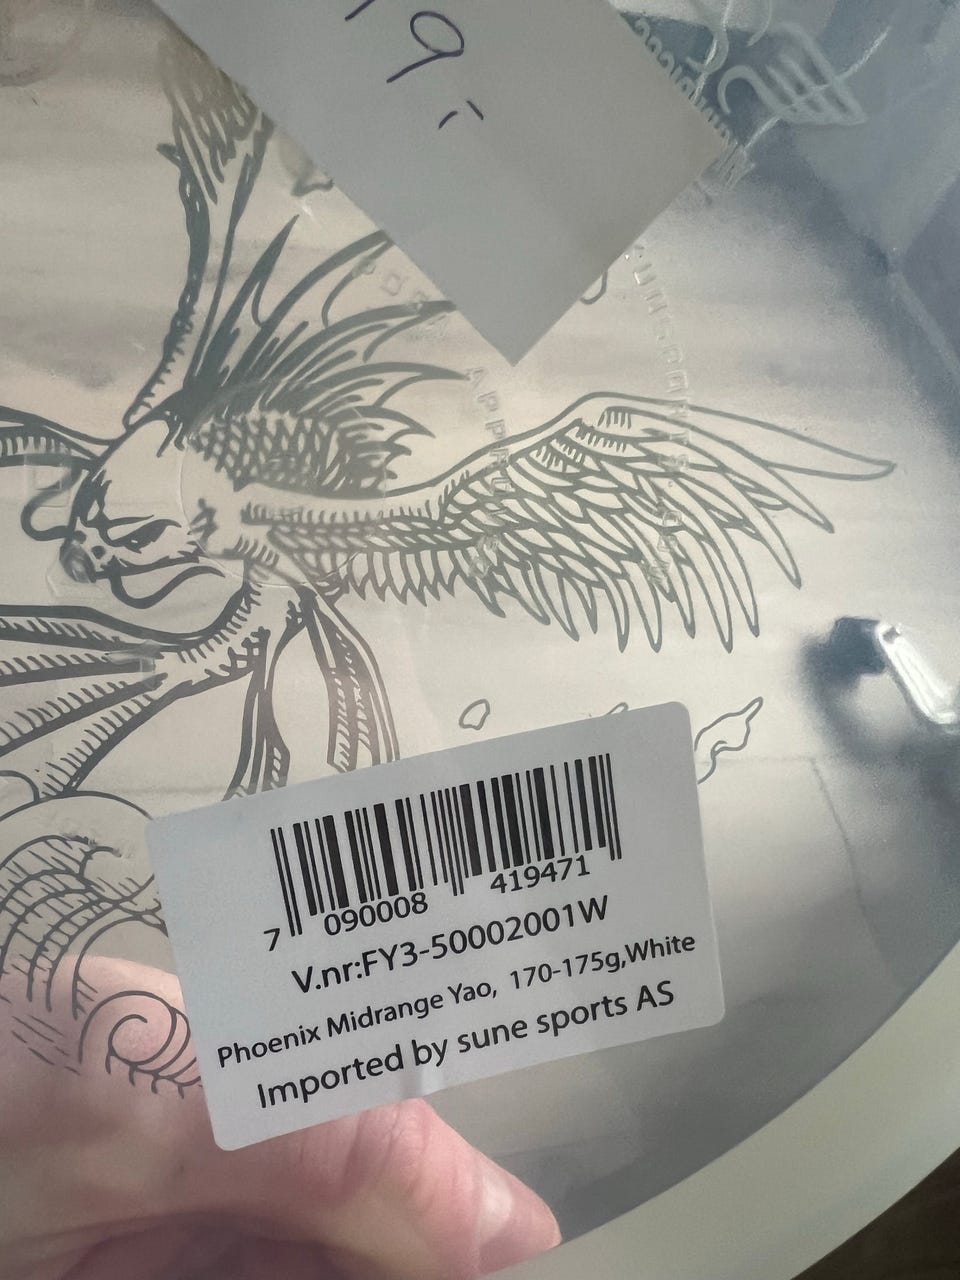 7 090008 419471
V.nr:FY3-50002001W
Phoenix Midrange Yao, 170-175g,White
Imported by sune sports AS